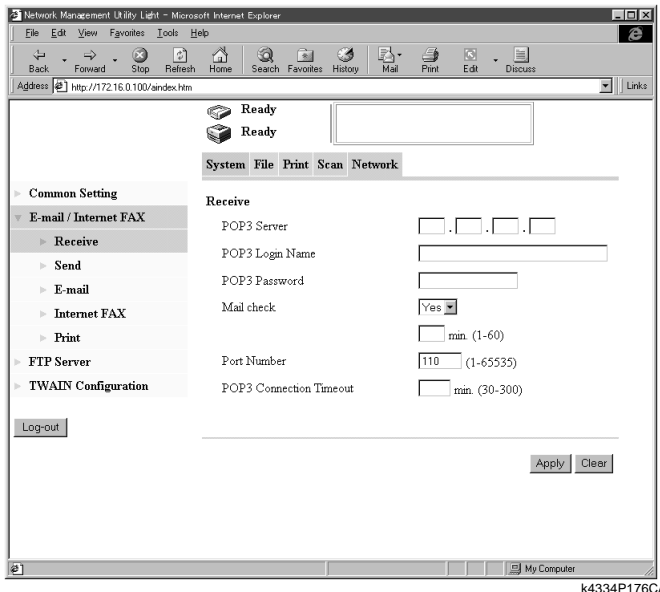 Network Management Utility Light - Microsoft Internet Explorer
File Edit View Favorites Tools Help
Back Forward Stop Refresh Home Search Favorites History Mail Print Edit Discuss
Address http://172.16.0.100/aindex.htm Links
Ready
Ready
System File Print Scan Network
Common Setting
E-mail / Internet FAX
Receive
Send
E-mail
Internet FAX
Print
FTP Server
TWAIN Configuration
Log-out
Receive
POP3 Server . . .
POP3 Login Name
POP3 Password
Mail check Yes
min. (1-60)
Port Number 110 (1-65535)
POP3 Connection Timeout min. (30-300)
Apply Clear
My Computer
k4334P176CA